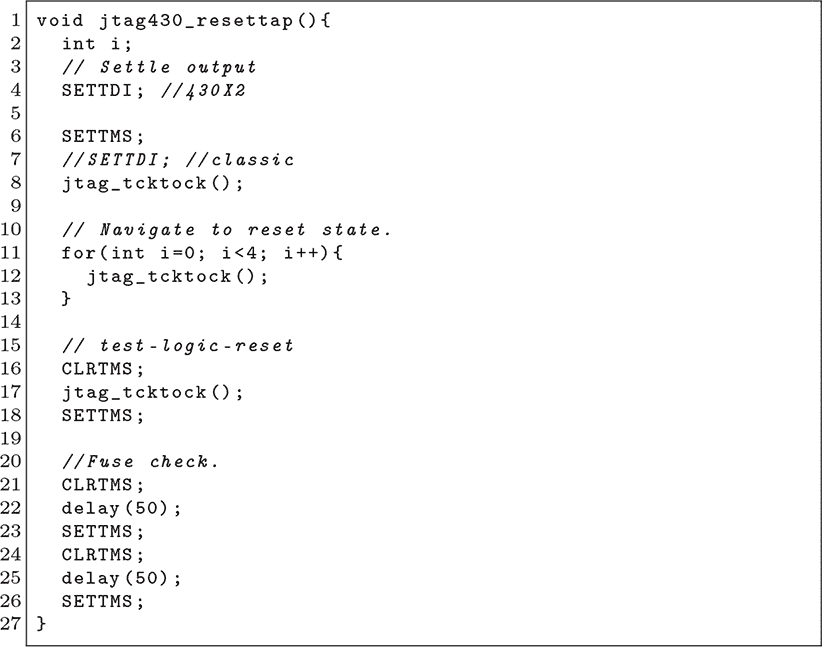 1 void jtag430_resettap(){
2   int i;
3   // Settle output
4   SETTDI; //430X2
5
6   SETTMS;
7   //SETTDI; //classic
8   jtag_tcktock();
9
10   // Navigate to reset state.
11   for(int i=0; i<4; i++){
12     jtag_tcktock();
13   }
14
15   // test-logic-reset
16   CLRTMS;
17   jtag_tcktock();
18   SETTMS;
19
20   //Fuse check.
21   CLRTMS;
22   delay(50);
23   SETTMS;
24   CLRTMS;
25   delay(50);
26   SETTMS;
27 }